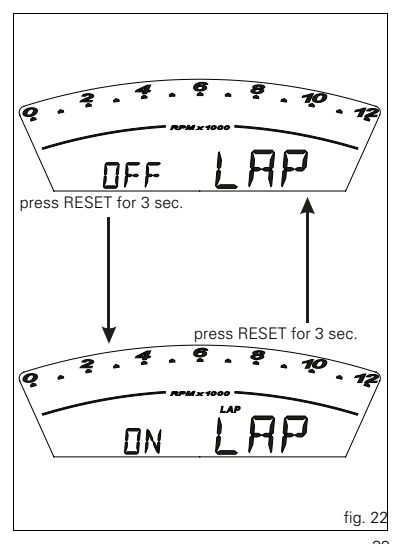 0 2 4 6 8 10 12
RPM x 1000
OFF LAP
press RESET for 3 sec.
press RESET for 3 sec.
0 2 4 6 8 10 12
RPM x 1000
LAP
ON LAP
fig. 22